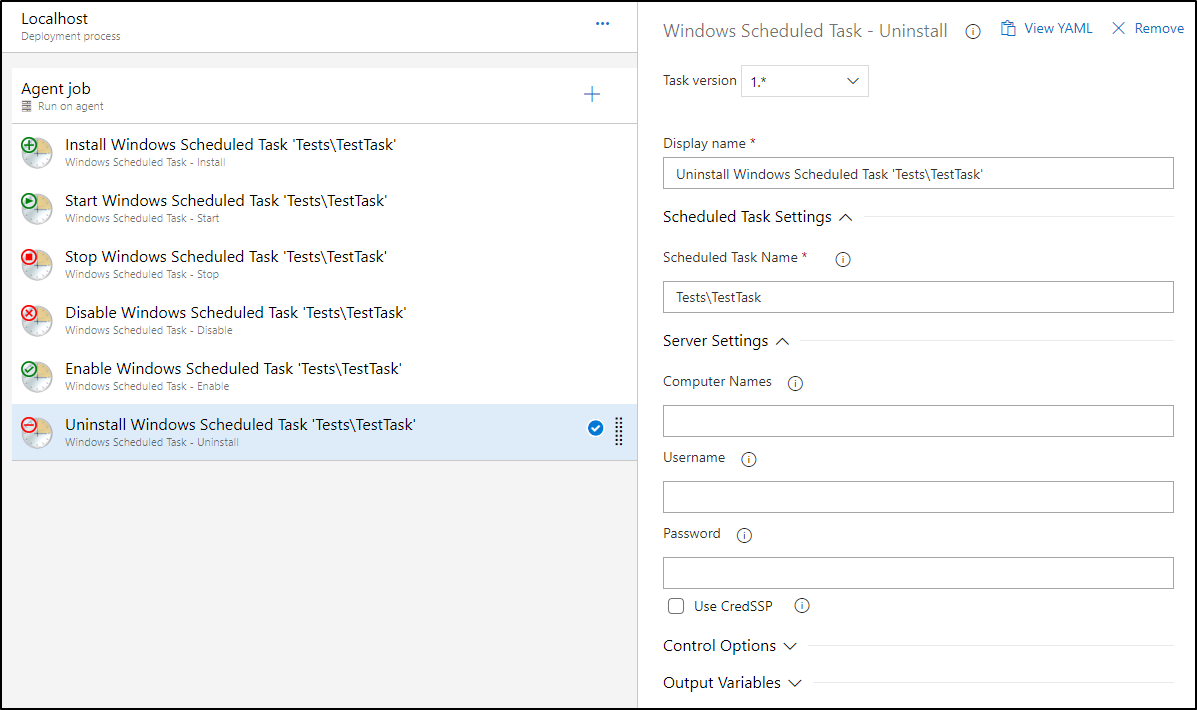 Localhost
Deployment process
Agent job
Run on agent
Install Windows Scheduled Task 'Tests\TestTask'
Windows Scheduled Task - Install
Start Windows Scheduled Task 'Tests\TestTask'
Windows Scheduled Task - Start
Stop Windows Scheduled Task 'Tests\TestTask'
Windows Scheduled Task - Stop
Disable Windows Scheduled Task 'Tests\TestTask'
Windows Scheduled Task - Disable
Enable Windows Scheduled Task 'Tests\TestTask'
Windows Scheduled Task - Enable
Uninstall Windows Scheduled Task 'Tests\TestTask'
Windows Scheduled Task - Uninstall
Windows Scheduled Task - Uninstall View YAML Remove
Task version 1.*
Display name *
Uninstall Windows Scheduled Task 'Tests\TestTask'
Scheduled Task Settings
Scheduled Task Name *
Tests\TestTask
Server Settings
Computer Names
Username
Password
Use CredSSP
Control Options
Output Variables